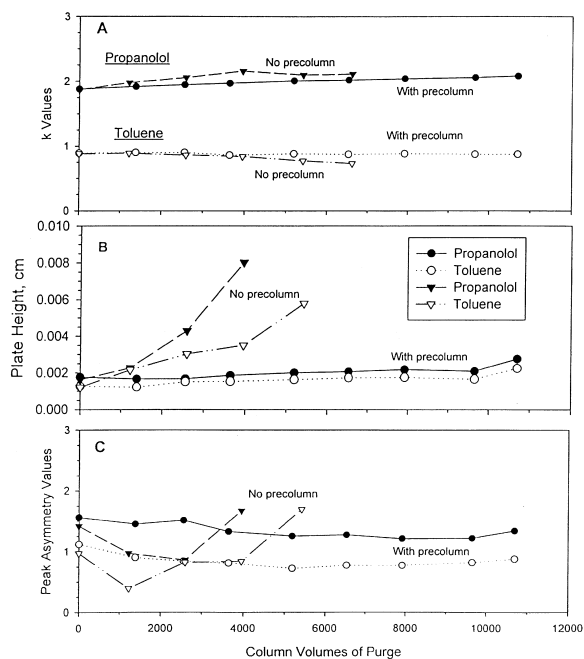 A
3
Propanolol
No precolumn
2
With precolumn
k Values
Toluene
With precolumn
1
No precolumn
0
0.010
B
0.008
Propanolol
Toluene
Propanolol
Toluene
No precolumn
0.006
Plate Height, cm
0.004
With precolumn
0.002
0.000
3
C
Peak Asymmetry Values
2
No precolumn
1
With precolumn
0
0 2000 4000 6000 8000 10000 12000
Column Volumes of Purge